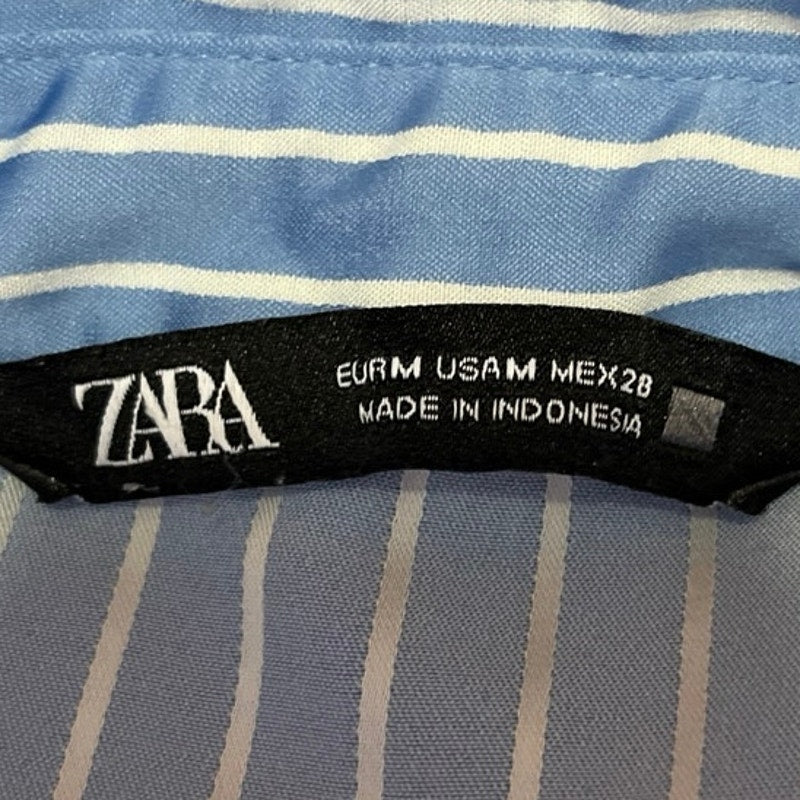 ZARA
EUR M USA M MEX 28
MADE IN INDONESIA